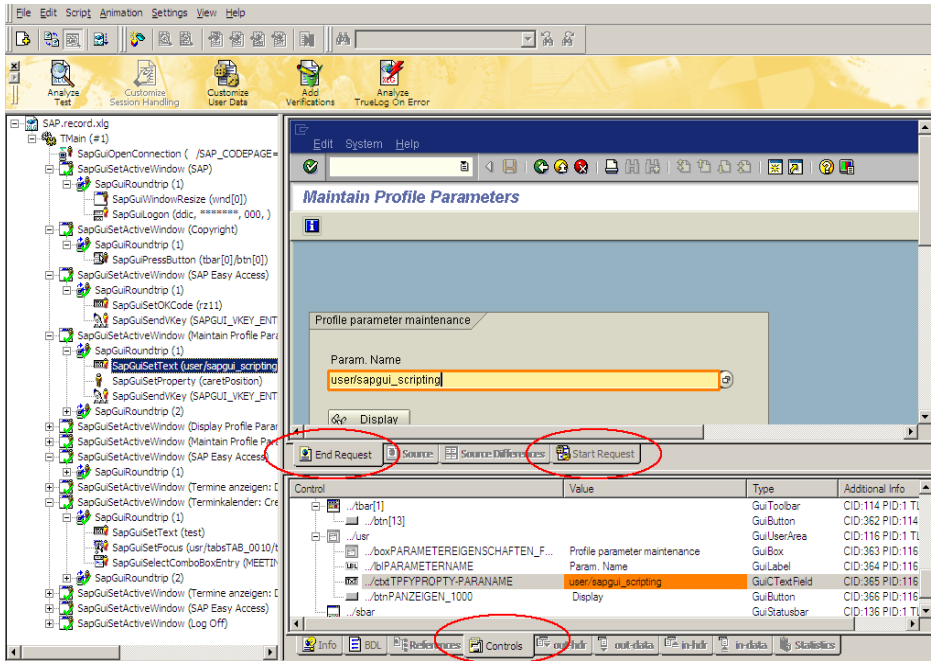 File Edit Script Animation Settings View Help
Analyze Test
Customize Session Handling
Customize User Data
Add Verifications
Analyze TrueLog On Error
SAP.record.xlg
TMain (#1)
SapGuiOpenConnection ( /SAP_CODEPAGE=
SapGuiSetActiveWindow (SAP)
SapGuiRoundtrip (1)
SapGuiWindowResize (wnd[0])
SapGuiLogon (ddic, *******, 000, )
SapGuiSetActiveWindow (Copyright)
SapGuiRoundtrip (1)
SapGuiPressButton (tbar[0]/btn[0])
SapGuiSetActiveWindow (SAP Easy Access)
SapGuiRoundtrip (1)
SapGuiSetOKCode (rz11)
SapGuiSendVKey (SAPGUI_VKEY_ENT
SapGuiSetActiveWindow (Maintain Profile Para
SapGuiRoundtrip (1)
SapGuiSetText (user/sapgui_scripting
SapGuiSetProperty (caretPosition)
SapGuiSendVKey (SAPGUI_VKEY_ENT
SapGuiRoundtrip (2)
SapGuiSetActiveWindow (Display Profile Parar
SapGuiSetActiveWindow (Maintain Profile Para
SapGuiSetActiveWindow (SAP Easy Access)
SapGuiRoundtrip (1)
SapGuiSetActiveWindow (Termine anzeigen: D
SapGuiSetActiveWindow (Terminkalender: Cre
SapGuiRoundtrip (1)
SapGuiSetText (test)
SapGuiSetFocus (usr/tabsTAB_0010/t
SapGuiSelectComboBoxEntry (MEETIN
SapGuiRoundtrip (2)
SapGuiSetActiveWindow (Termine anzeigen: D
SapGuiSetActiveWindow (SAP Easy Access)
SapGuiSetActiveWindow (Log Off)
Edit System Help
Maintain Profile Parameters
Profile parameter maintenance
Param. Name
user/sapgui_scripting
Display
End Request Source Source Differences Start Request
Control Value Type Additional Info
../tbar[1] GuiToolbar CID:114 PID:1 TL
../btn[13] GuiButton CID:362 PID:114
../usr GuiUserArea CID:116 PID:1 TL
../boxPARAMETEREIGENSCHAFTEN_F... Profile parameter maintenance GuiBox CID:363 PID:116
../lblPARAMETERNAME Param. Name GuiLabel CID:364 PID:116
../ctxtTPFYPROPTY-PARANAME user/sapgui_scripting GuiCTextField CID:365 PID:116
../btnPANZEIGEN_1000 Display GuiButton CID:366 PID:116
../sbar GuiStatusbar CID:136 PID:1 TL
Info BDL References Controls out-hdr out-data in-hdr in-data Statistics